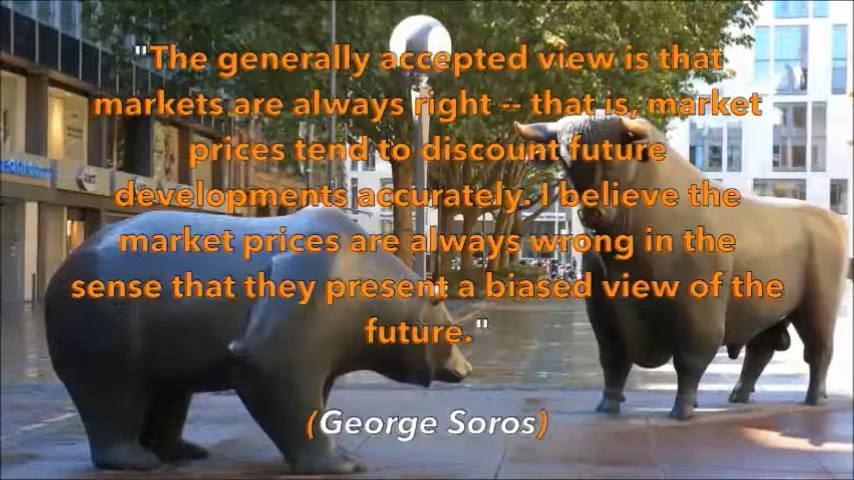 "The generally accepted view is that
markets are always right -- that is, market
prices tend to discount future
developments accurately. I believe the
market prices are always wrong in the
sense that they present a biased view of the
future."
(George Soros)